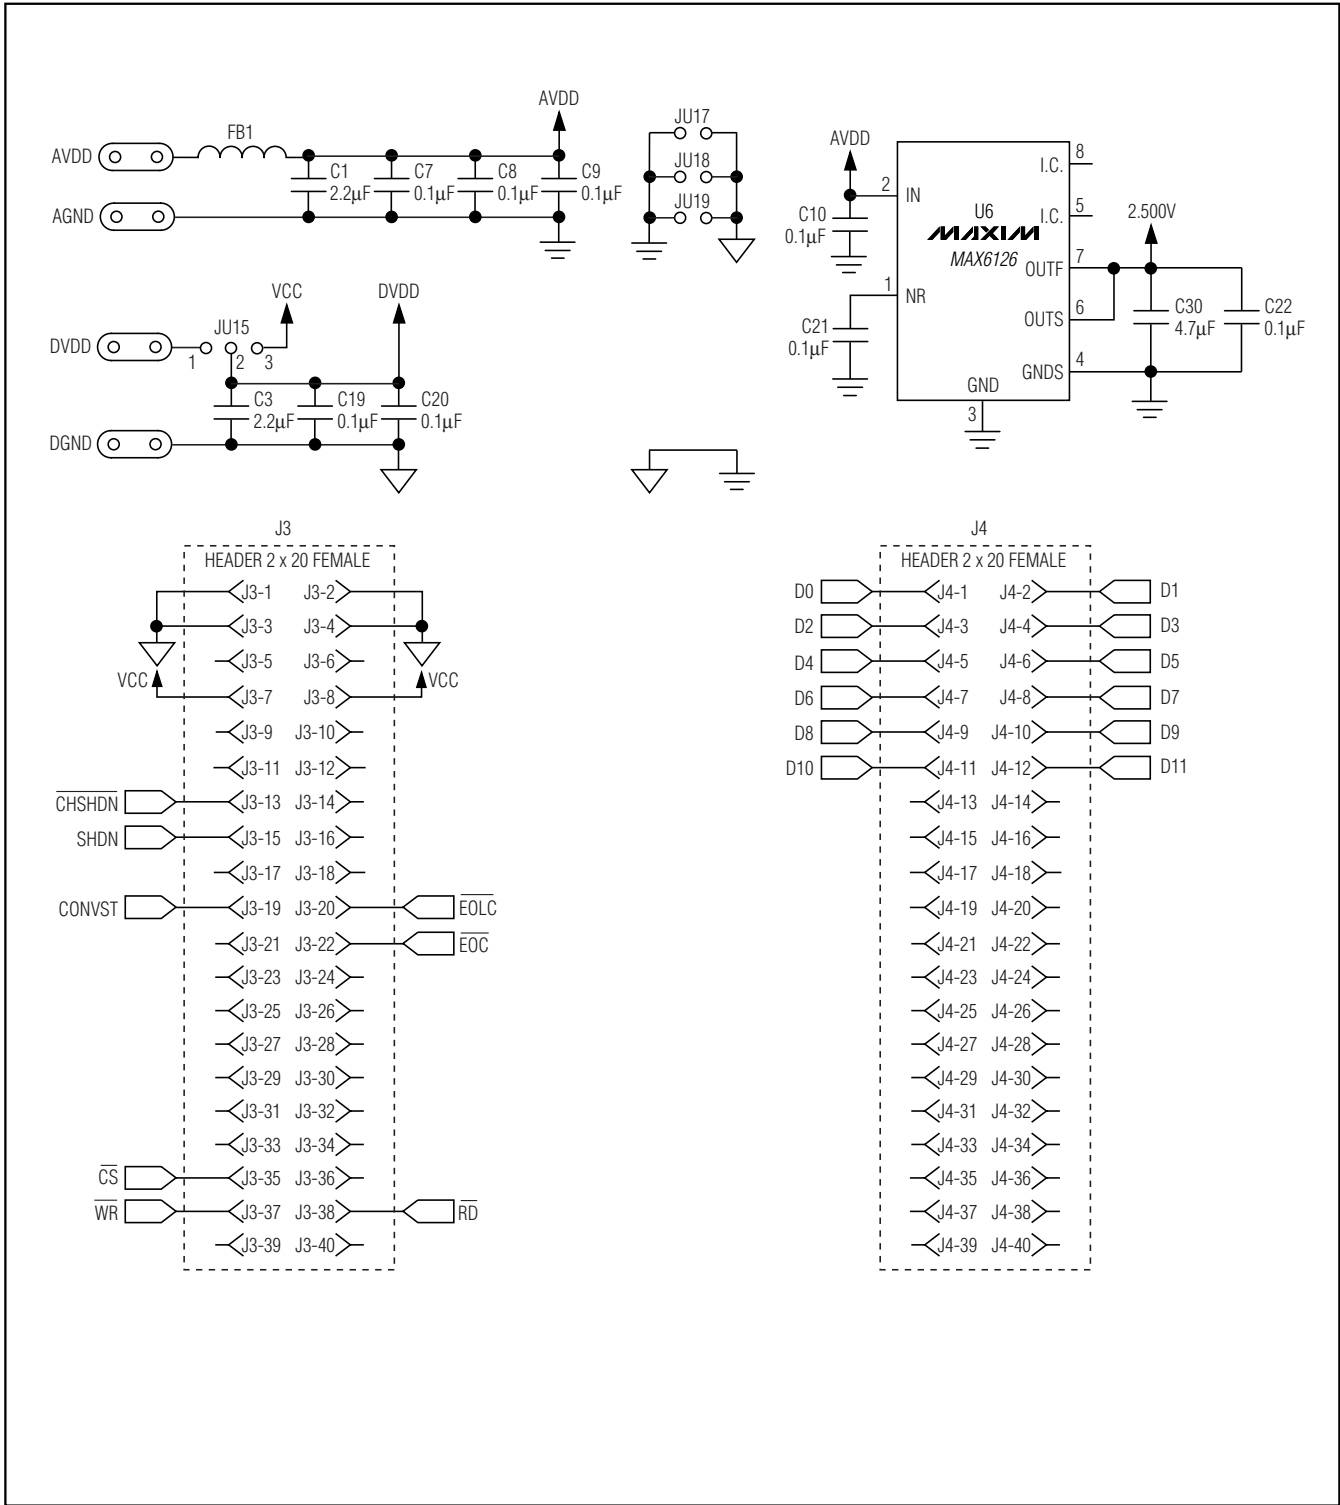 AVDD
FB1
AVDD
C1
2.2µF
C7
0.1µF
C8
0.1µF
C9
0.1µF
AGND
JU17
JU18
JU19
AVDD
C10
0.1µF
2
IN
U6
MAXIM
MAX6126
I.C.
8
I.C.
5
2.500V
OUTF
7
OUTS
6
GNDS
4
1
NR
C21
0.1µF
GND
3
C30
4.7µF
C22
0.1µF
DVDD
JU15
1
2
3
VCC
DVDD
C3
2.2µF
C19
0.1µF
C20
0.1µF
DGND
J3
HEADER 2 x 20 FEMALE
J3-1 J3-2
J3-3 J3-4
J3-5 J3-6
VCC J3-7 J3-8 VCC
J3-9 J3-10
J3-11 J3-12
CHSHDN J3-13 J3-14
SHDN J3-15 J3-16
J3-17 J3-18
CONVST J3-19 J3-20 EOLC
J3-21 J3-22 EOC
J3-23 J3-24
J3-25 J3-26
J3-27 J3-28
J3-29 J3-30
J3-31 J3-32
J3-33 J3-34
CS J3-35 J3-36
WR J3-37 J3-38 RD
J3-39 J3-40
J4
HEADER 2 x 20 FEMALE
D0 J4-1 J4-2 D1
D2 J4-3 J4-4 D3
D4 J4-5 J4-6 D5
D6 J4-7 J4-8 D7
D8 J4-9 J4-10 D9
D10 J4-11 J4-12 D11
J4-13 J4-14
J4-15 J4-16
J4-17 J4-18
J4-19 J4-20
J4-21 J4-22
J4-23 J4-24
J4-25 J4-26
J4-27 J4-28
J4-29 J4-30
J4-31 J4-32
J4-33 J4-34
J4-35 J4-36
J4-37 J4-38
J4-39 J4-40